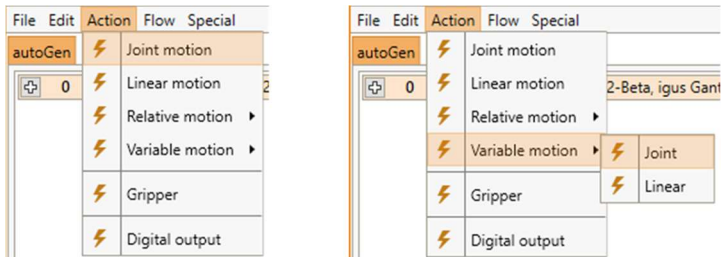 File Edit Action Flow Special
autoGen
Joint motion
0
2
Linear motion
Relative motion
Variable motion
Gripper
Digital output
File Edit Action Flow Special
autoGen
Joint motion
0
2-Beta, igus Gant
Linear motion
Relative motion
Variable motion
Joint
Linear
Gripper
Digital output